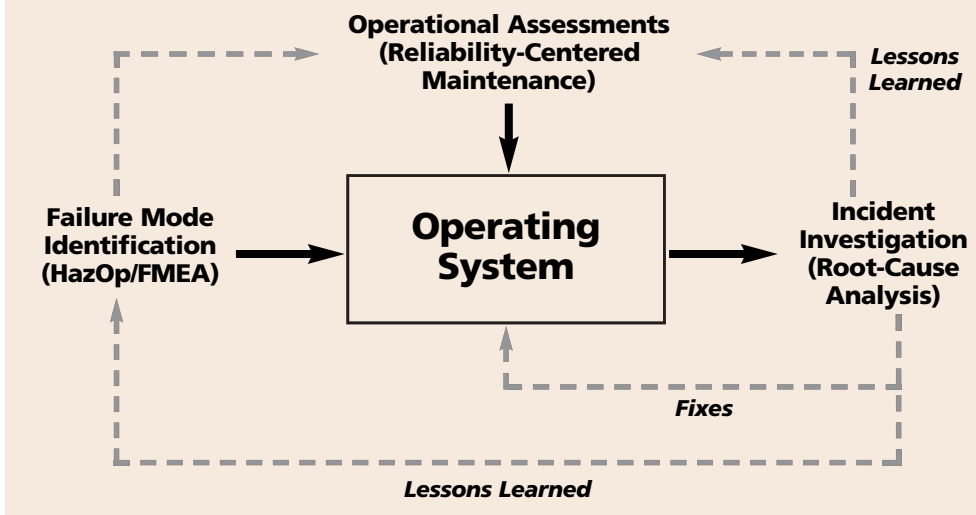 Operational Assessments
(Reliability-Centered
Maintenance)
Lessons
Learned
Failure Mode
Identification
(HazOp/FMEA)
Operating
System
Incident
Investigation
(Root-Cause
Analysis)
Fixes
Lessons Learned